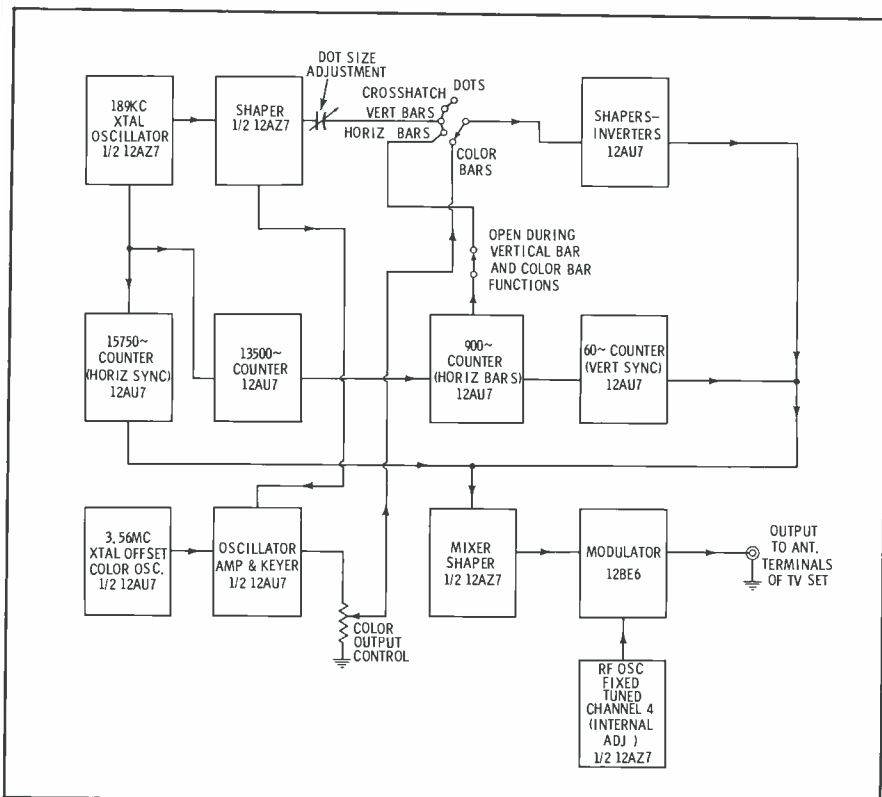 189KC
XTAL
OSCILLATOR
1/2 12AZ7
SHAPER
1/2 12AZ7
DOT SIZE
ADJUSTMENT
CROSSHATCH
DOTS
VERT BARS
HORIZ BARS
COLOR
BARS
SHAPERS-
INVERTERS
12AU7
OPEN DURING
VERTICAL BAR
AND COLOR BAR
FUNCTIONS
15750~
COUNTER
(HORIZ SYNC)
12AU7
13500~
COUNTER
12AU7
900~
COUNTER
(HORIZ BARS)
12AU7
60~ COUNTER
(VERT SYNC)
12AU7
3.56MC
XTAL OFFSET
COLOR OSC.
1/2 12AU7
OSCILLATOR
AMP & KEYER
1/2 12AU7
COLOR
OUTPUT
CONTROL
MIXER
SHAPER
1/2 12AZ7
MODULATOR
12BE6
OUTPUT
TO ANT.
TERMINALS
OF TV SET
RF OSC
FIXED
TUNED
CHANNEL 4
(INTERNAL
ADJ )
1/2 12AZ7